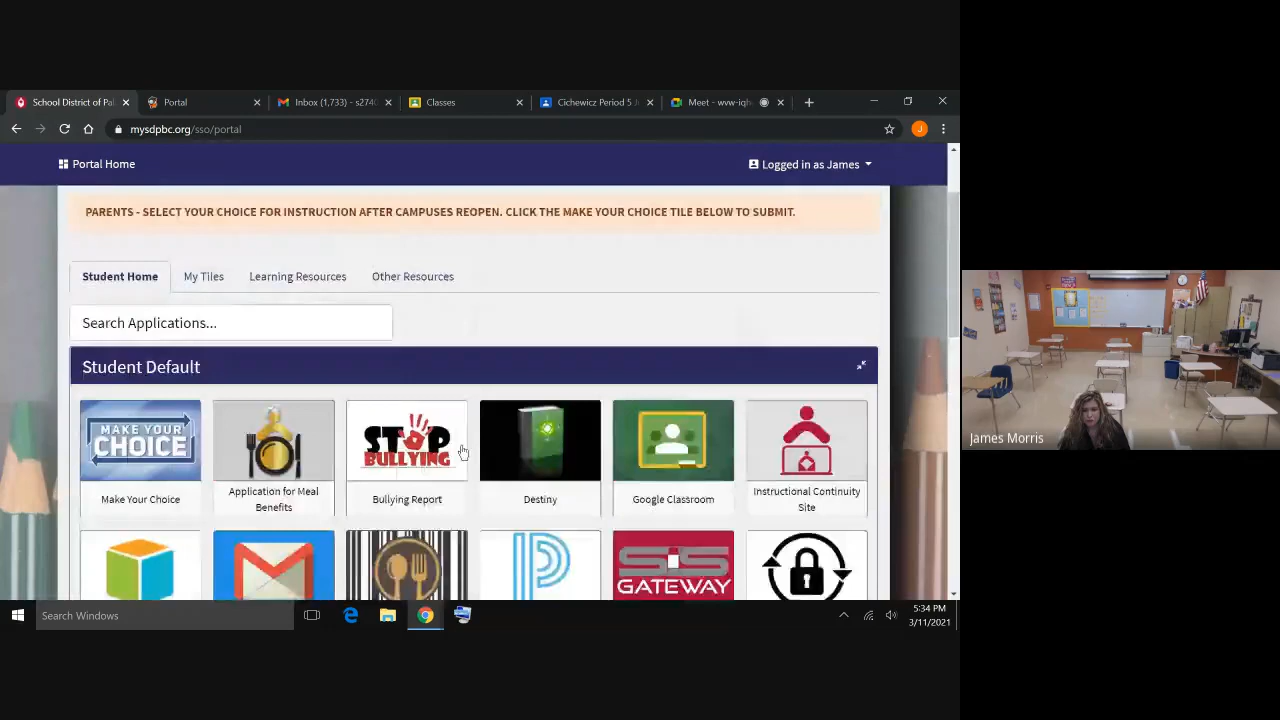 School District of Pal
Portal
Inbox (1,733) - s2740
Classes
Cichewicz Period 5 J
Meet - wvw-iqh
mysdpbc.org/sso/portal
J
Portal Home
Logged in as James
PARENTS - SELECT YOUR CHOICE FOR INSTRUCTION AFTER CAMPUSES REOPEN. CLICK THE MAKE YOUR CHOICE TILE BELOW TO SUBMIT.
Student Home
My Tiles
Learning Resources
Other Resources
Search Applications...
Student Default
MAKE YOUR
CHOICE
STOP
BULLYING
Make Your Choice
Application for Meal
Benefits
Bullying Report
Destiny
Google Classroom
Instructional Continuity
Site
SIS
GATEWAY
Search Windows
5:34 PM
3/11/2021
James Morris